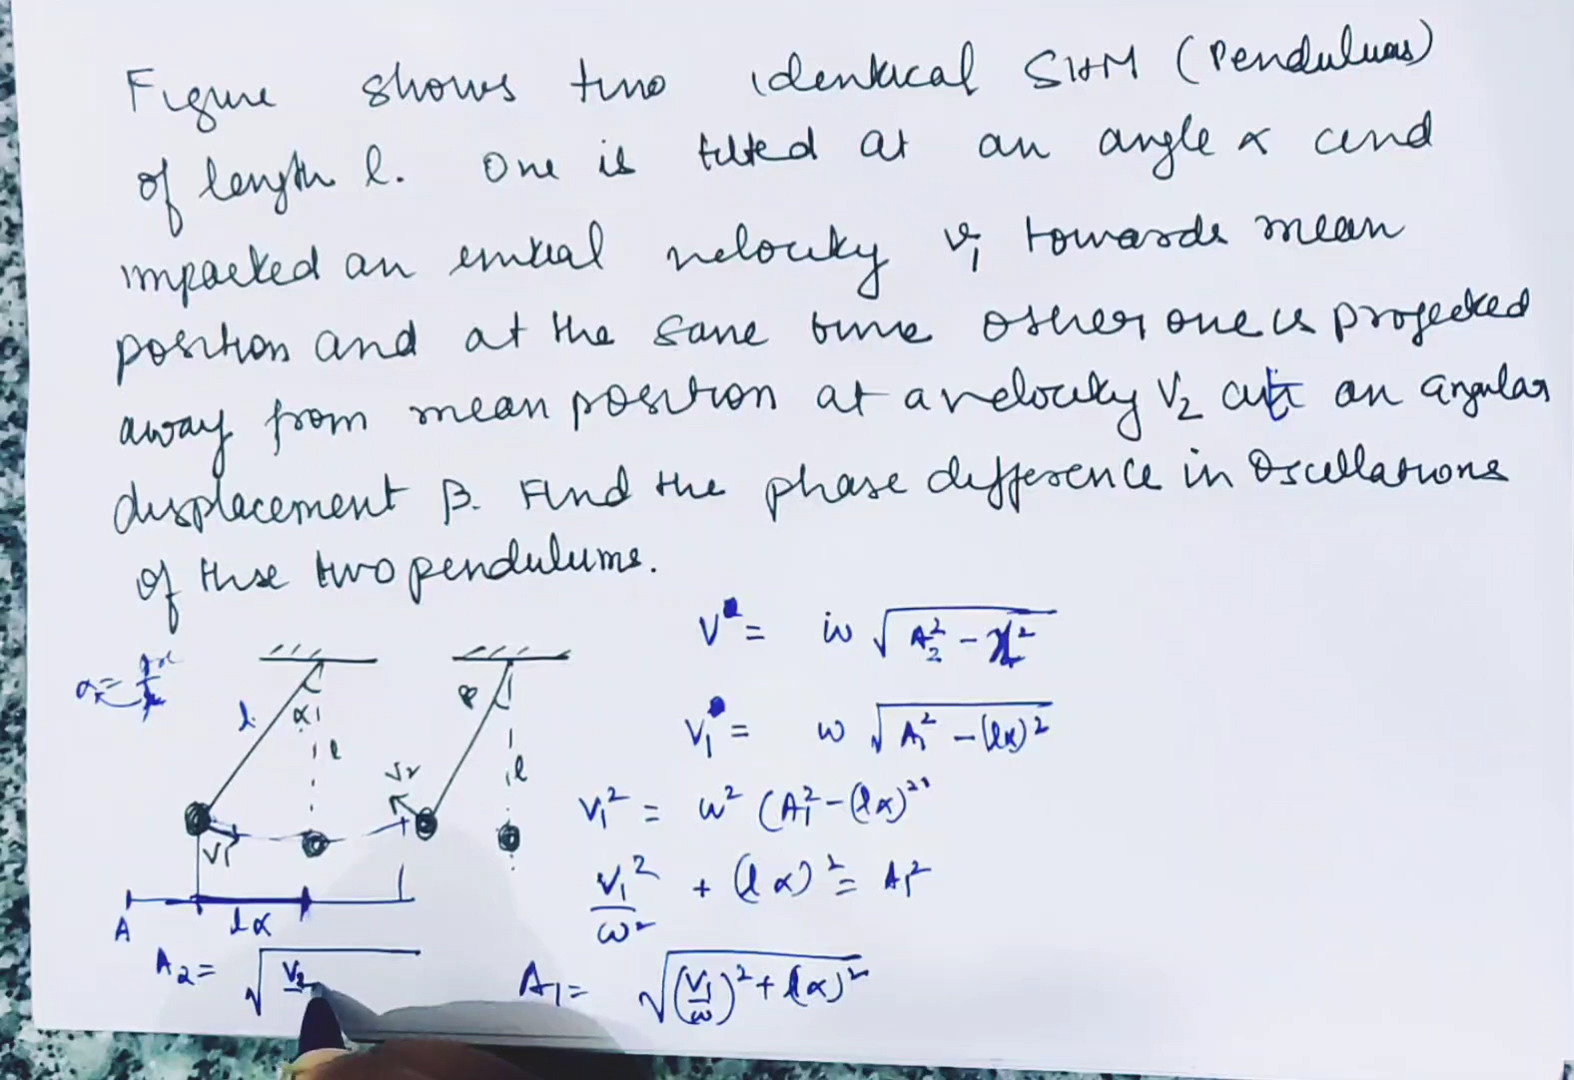 Figure shows two identical SHM (Pendulums)
of length l. One is tilted at an angle α and
imparted an initial velocity v₁ towards mean
position and at the same time other one is projected
away from mean position at a velocity V₂ at an angular
displacement β. Find the phase difference in Oscillations
of these two pendulums.
V = ω √(A₂² - x²)
l α l
β l
V₁ = ω √(A₁² - (lα)²)
V₂
V₁² = ω² (A₁² - (lα)²)
V₁
V₁²/ω² + (lα)² = A₁²
A lα
A₂ = √ V₂
A₁ = √((V₁/ω)² + (lα)²